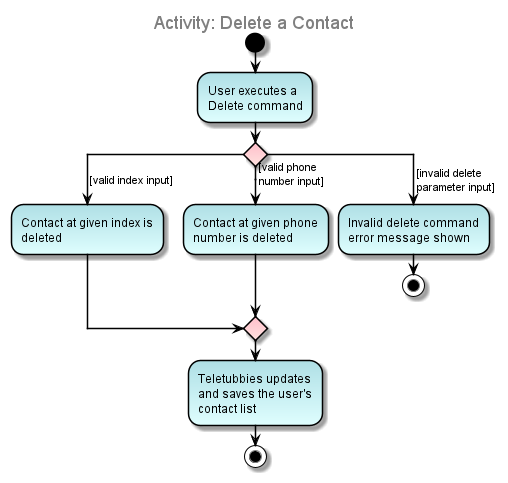 Activity: Delete a Contact
User executes a
Delete command
[valid index input]
[valid phone
number input]
[invalid delete
parameter input]
Contact at given index is
deleted
Contact at given phone
number is deleted
Invalid delete command
error message shown
Teletubbies updates
and saves the user's
contact list